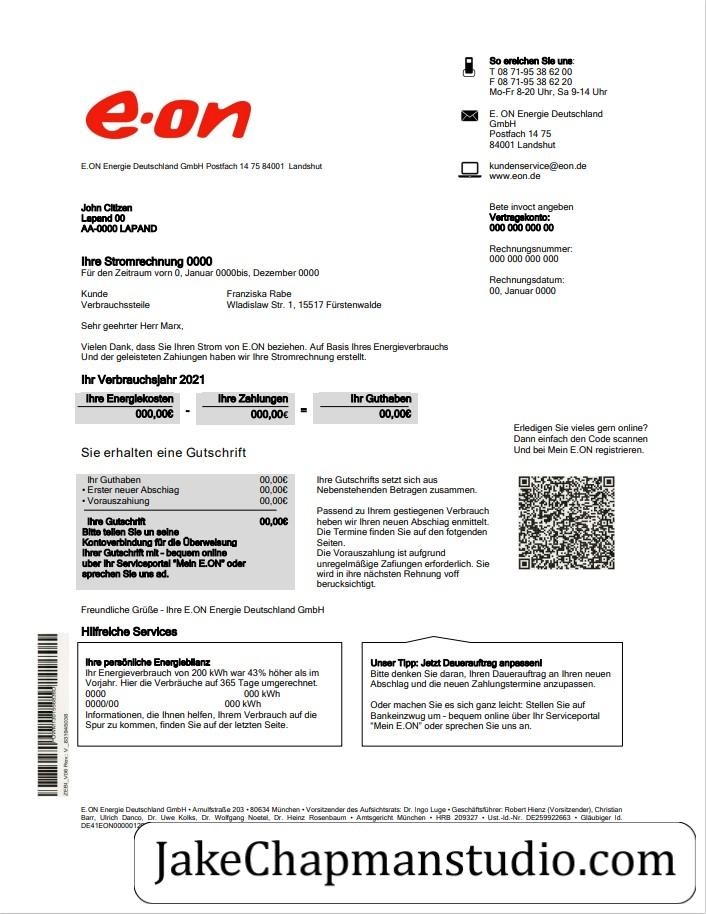 So ereichen Sie uns:
T 08 71-95 38 62 00
F 08 71-95 38 62 20
Mo-Fr 8-20 Uhr, Sa 9-14 Uhr
e·on
E. ON Energie Deutschland
GmbH
Postfach 14 75
84001 Landshut
E.ON Energie Deutschland GmbH Postfach 14 75 84001 Landshut
kundenservice@eon.de
www.eon.de
John Citizen
Lapand 00
AA-0000 LAPAND
Bete invoct angeben
Vertragskonto:
000 000 000 00
Rechnungsnummer:
000 000 000 000
Rechnungsdatum:
00, Januar 0000
Ihre Stromrechnung 0000
Für den Zeitraum vorn 0, Januar 0000bis, Dezember 0000
Kunde Franziska Rabe
Verbrauchssteile Wladislaw Str. 1, 15517 Fürstenwalde
Sehr geehrter Herr Marx,
Vielen Dank, dass Sie Ihren Strom von E.ON beziehen. Auf Basis Ihres Energieverbrauchs
Und der geleisteten Zahiungen haben wir Ihre Stromrechnung erstellt.
Ihr Verbrauchsjahr 2021
Ihre Energiekosten Ihre Zahlungen Ihr Guthaben
000,00€ - 000,00€ = 00,00€
Erledigen Sie vieles gern online?
Dann einfach den Code scannen
Und bei Mein E.ON registrieren.
Sie erhalten eine Gutschrift
Ihr Guthaben 00,00€
• Erster neuer Abschiag 00,00€
• Vorauszahiung 00,00€
Ihre Gutschrift 00,00€
Bitte teilen Sie un seine
Kontoverbindung für die Überweisung
Ihrer Gutschrift mit - bequem online
uber Ihr Serviceportal "Mein E.ON" oder
sprechen Sie uns ad.
Ihre Gutschrifts setzt sich aus
Nebenstehenden Betragen zusammen.
Passend zu Ihrem gestiegenen Verbrauch
heben wir Ihren neuen Abschiag enmittelt.
Die Termine finden Sie auf den folgenden
Seiten.
Die Vorauszahlung ist aufgrund
unregelmäßige Zafiungen erforderlich. Sie
wird in ihre nächsten Rehnung voff
berucksichtigt.
Freundliche Grüße - Ihre E.ON Energie Deutschland GmbH
Hilfreiche Services
Ihre persönliche Energiebilanz
Ihr Energieverbrauch von 200 kWh war 43% höher als im
Vorjahr. Hier die Verbräuche auf 365 Tage umgerechnet.
0000 000 kWh
0000/00 000 kWh
Informationen, die Ihnen helfen, Ihrem Verbrauch auf die
Spur zu kommen, finden Sie auf der letzten Seite.
Unser Tipp: Jetzt Dauerauftrag anpassen!
Bitte denken Sie daran, Ihren Dauerauftrag an Ihren neuen
Abschlag und die neuen Zahlungstermine anzupassen.
Oder machen Sie es sich ganz leicht: Stellen Sie auf
Bankeinzwug um - bequem online über Ihr Serviceportal
"Mein E.ON" oder sprechen Sie uns an.
E.ON Energie Deutschland GmbH • Arnulfstraße 203 • 80634 München • Vorsitzender des Aufsichtsrats: Dr. Ingo Luge • Geschäftsführer: Robert Hienz (Vorsitzender), Christian
Barr, Ulrich Danco, Dr. Uwe Kolks, Dr. Wolfgang Noetel, Dr. Heinz Rosenbaum • Amtsgericht München • HRB 209327 • Ust.-Id.-Nr. DE259922663 • Gläubiger Id.
JakeChapmanstudio.com